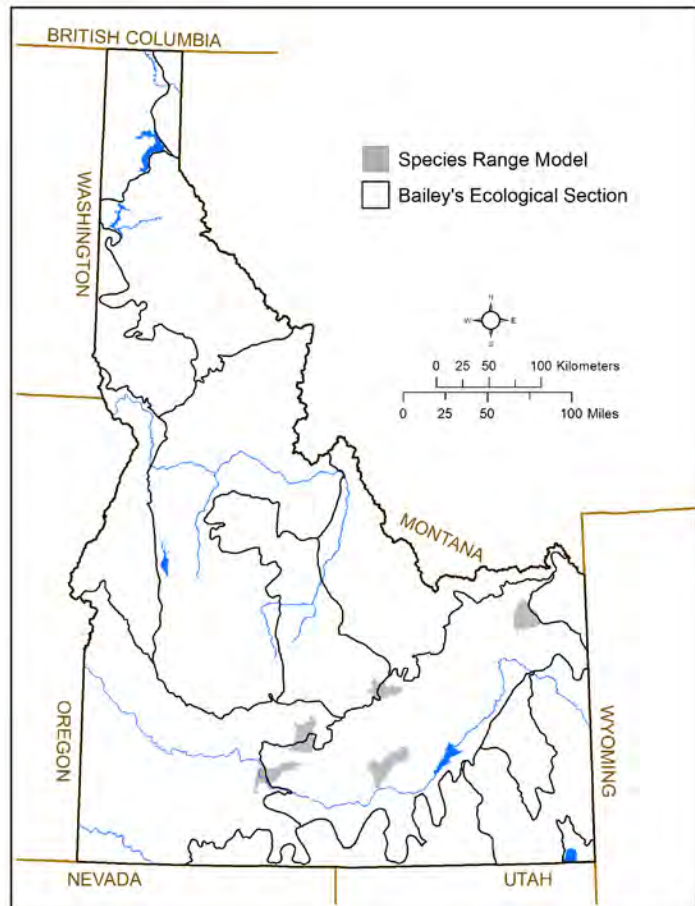 BRITISH COLUMBIA
WASHINGTON
Species Range Model
Bailey's Ecological Section
N
W E
S
0 25 50 100 Kilometers
0 25 50 100 Miles
MONTANA
OREGON
WYOMING
NEVADA
UTAH